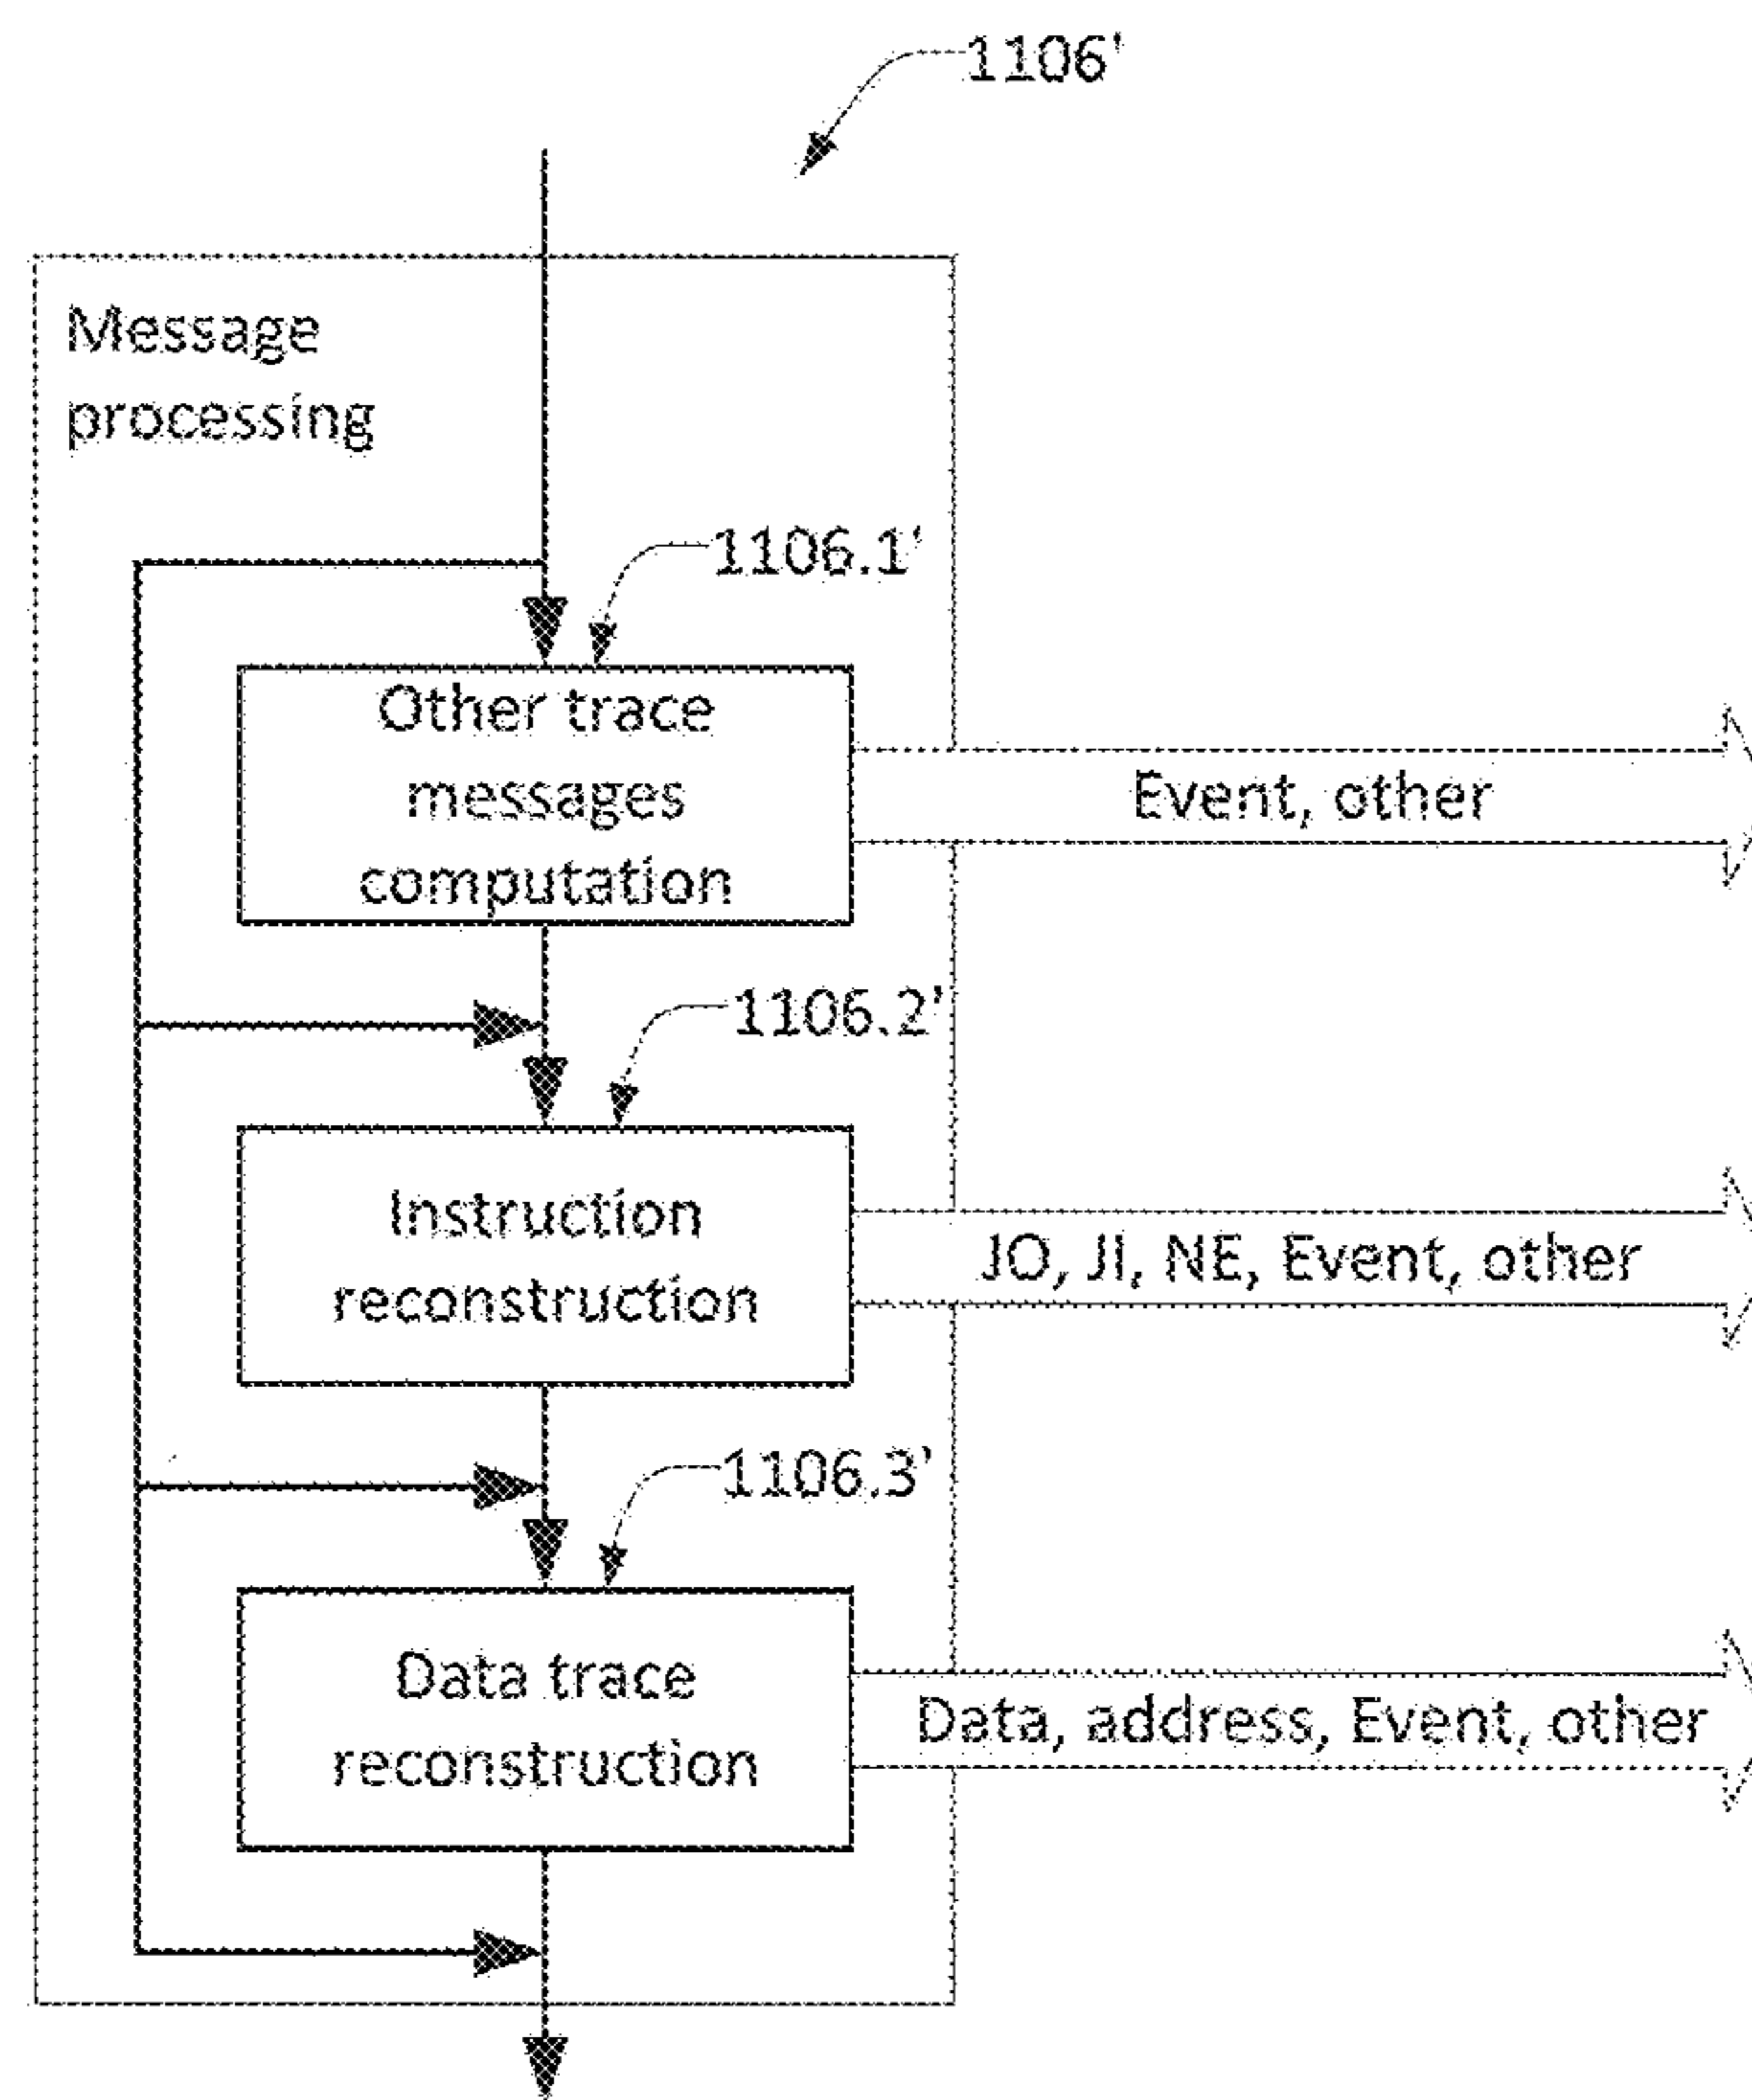 1106'
Message
processing
1106.1'
Other trace
messages
computation
Event, other
1106.2'
Instruction
reconstruction
JO, JI, NE, Event, other
1106.3'
Data trace
reconstruction
Data, address, Event, other